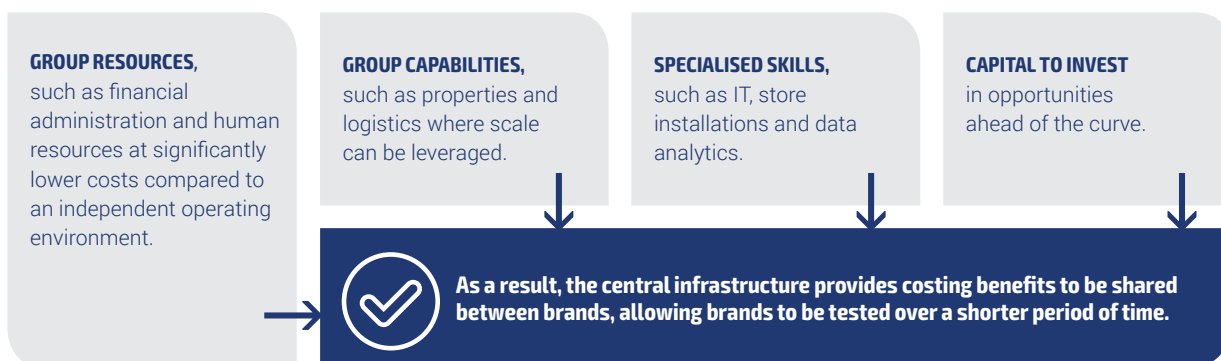 GROUP RESOURCES,
such as financial
administration and human
resources at significantly
lower costs compared to
an independent operating
environment.
GROUP CAPABILITIES,
such as properties and
logistics where scale
can be leveraged.
SPECIALISED SKILLS,
such as IT, store
installations and data
analytics.
CAPITAL TO INVEST
in opportunities
ahead of the curve.
As a result, the central infrastructure provides costing benefits to be shared
between brands, allowing brands to be tested over a shorter period of time.